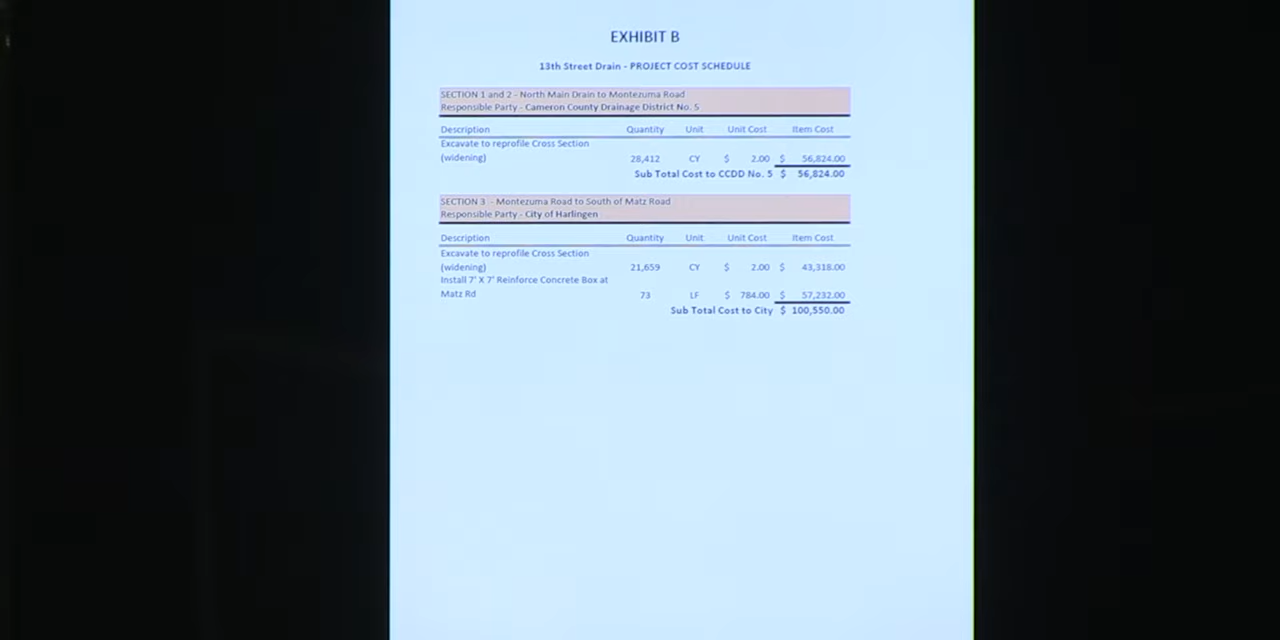 EXHIBIT B
13th Street Drain - PROJECT COST SCHEDULE
SECTION 1 and 2 - North Main Drain to Montezuma Road
Responsible Party - Cameron County Drainage District No. 5
Description Quantity Unit Unit Cost Item Cost
Excavate to reprofile Cross Section
(widening) 28,412 CY $ 2.00 $ 56,824.00
Sub Total Cost to CCDD No. 5 $ 56,824.00
SECTION 3 - Montezuma Road to South of Matz Road
Responsible Party - City of Harlingen
Description Quantity Unit Unit Cost Item Cost
Excavate to reprofile Cross Section
(widening) 21,659 CY $ 2.00 $ 43,318.00
Install 7' X 7' Reinforce Concrete Box at
Matz Rd 73 LF $ 784.00 $ 57,232.00
Sub Total Cost to City $ 100,550.00